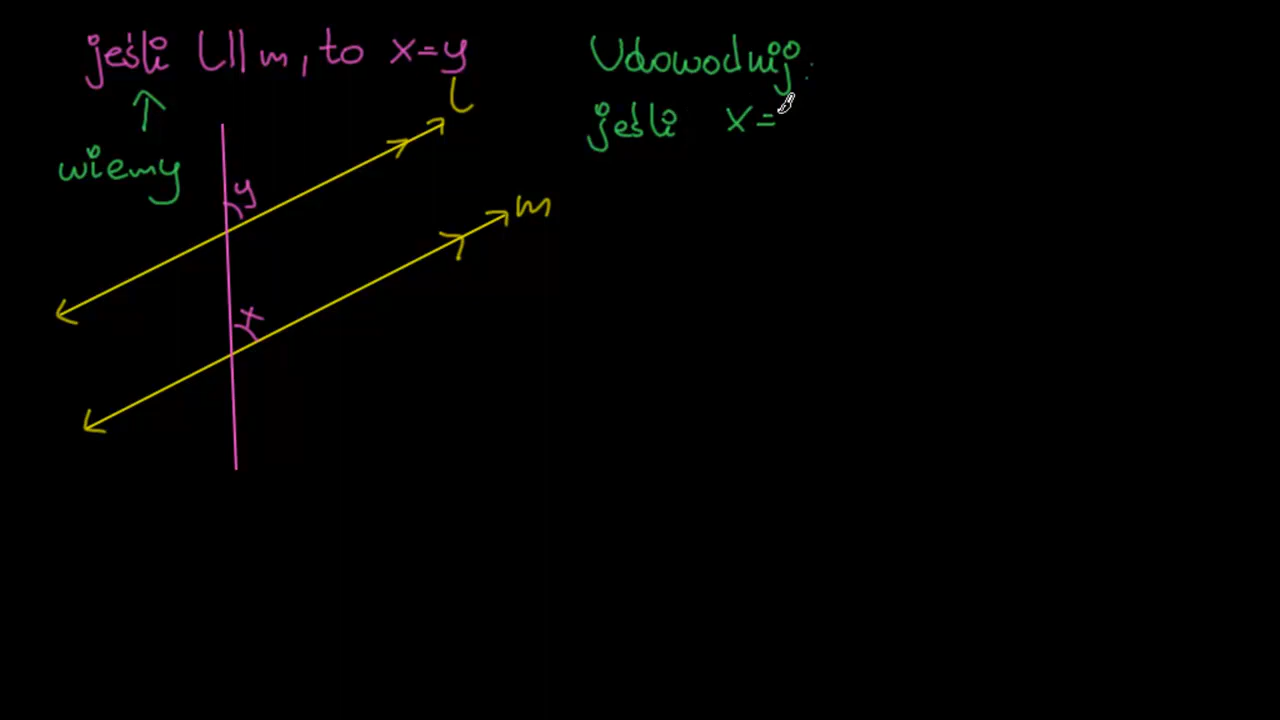 jeśli l || m, to x=y
Udowodnij:
jeśli x=
wiemy
l
y
m
x